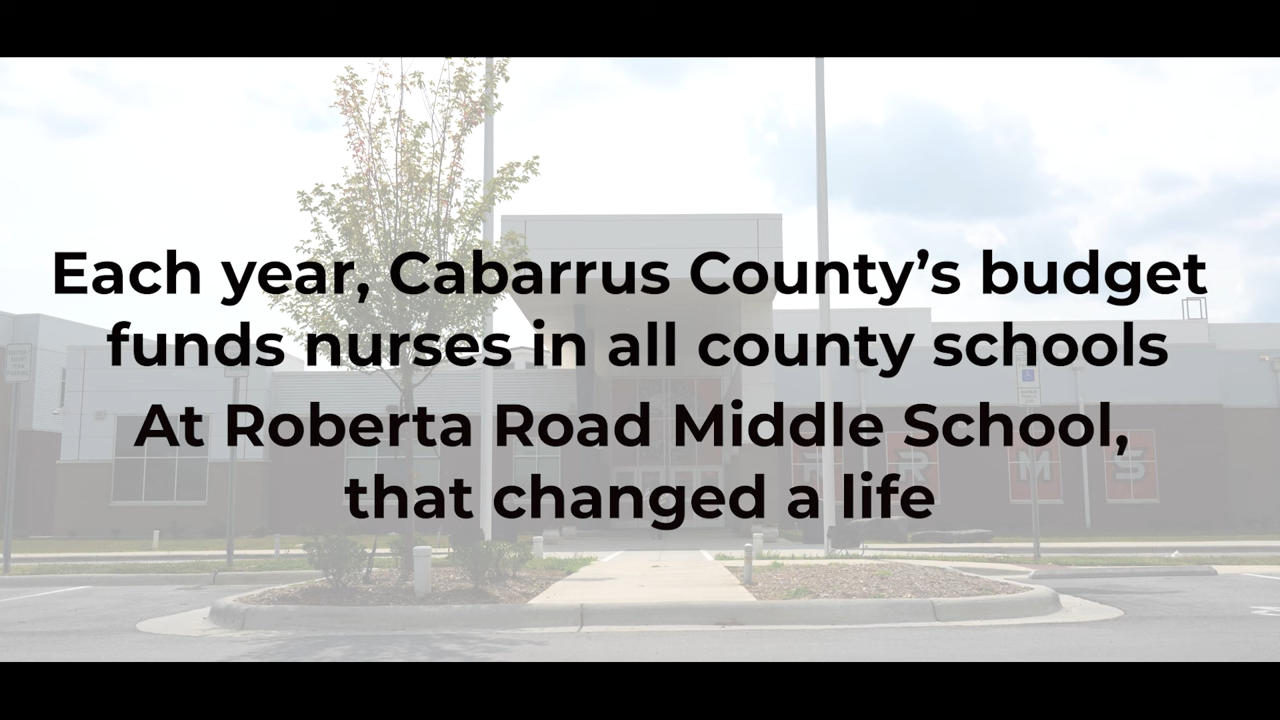 Each year, Cabarrus County’s budget
funds nurses in all county schools
At Roberta Road Middle School,
that changed a life
R R M S